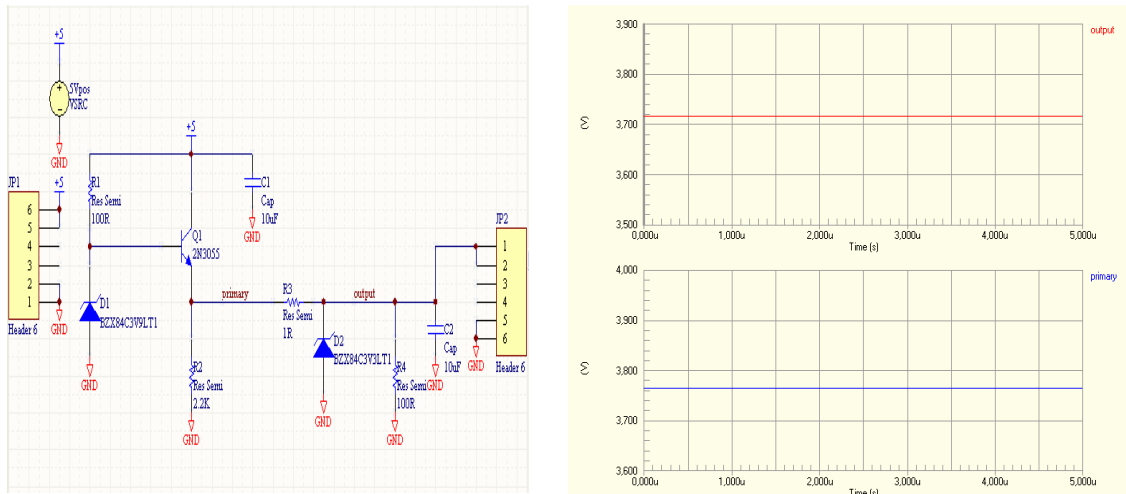 +5
5Vpos
VSRC
GND
JP1
+5
6
5
4
3
2
1
Header 6
GND
R1
Res Semi
100R
D1
BZX84C3V9LT1
GND
+5
C1
Cap
10uF
GND
Q1
2N3055
primary
R3
Res Semi
1R
output
R2
Res Semi
2.2K
GND
D2
BZX84C3V3LT1
GND
R4
Res Semi
100R
GND
C2
Cap
10uF
GND
JP2
1
2
3
4
5
6
Header 6
GND
3,900
3,800
3,700
3,600
3,500
(V)
output
0,000u
1,000u
2,000u
3,000u
4,000u
5,000u
Time (s)
4,000
3,900
3,800
3,700
3,600
(V)
primary
0,000u
1,000u
2,000u
3,000u
4,000u
5,000u
Time (s)